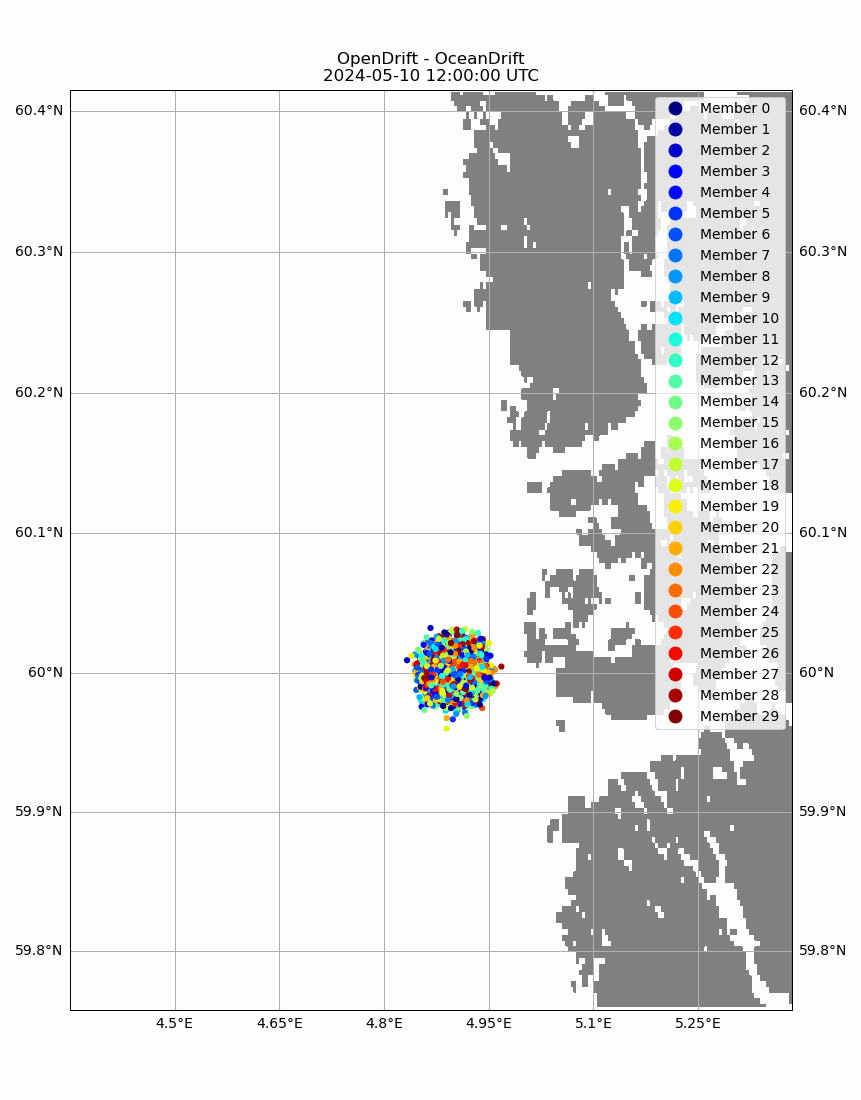 OpenDrift - OceanDrift
2024-05-10 12:00:00 UTC
60.4°N
60.3°N
60.2°N
60.1°N
60°N
59.9°N
59.8°N
60.4°N
60.3°N
60.2°N
60.1°N
60°N
59.9°N
59.8°N
Member 0
Member 1
Member 2
Member 3
Member 4
Member 5
Member 6
Member 7
Member 8
Member 9
Member 10
Member 11
Member 12
Member 13
Member 14
Member 15
Member 16
Member 17
Member 18
Member 19
Member 20
Member 21
Member 22
Member 23
Member 24
Member 25
Member 26
Member 27
Member 28
Member 29
4.5°E
4.65°E
4.8°E
4.95°E
5.1°E
5.25°E